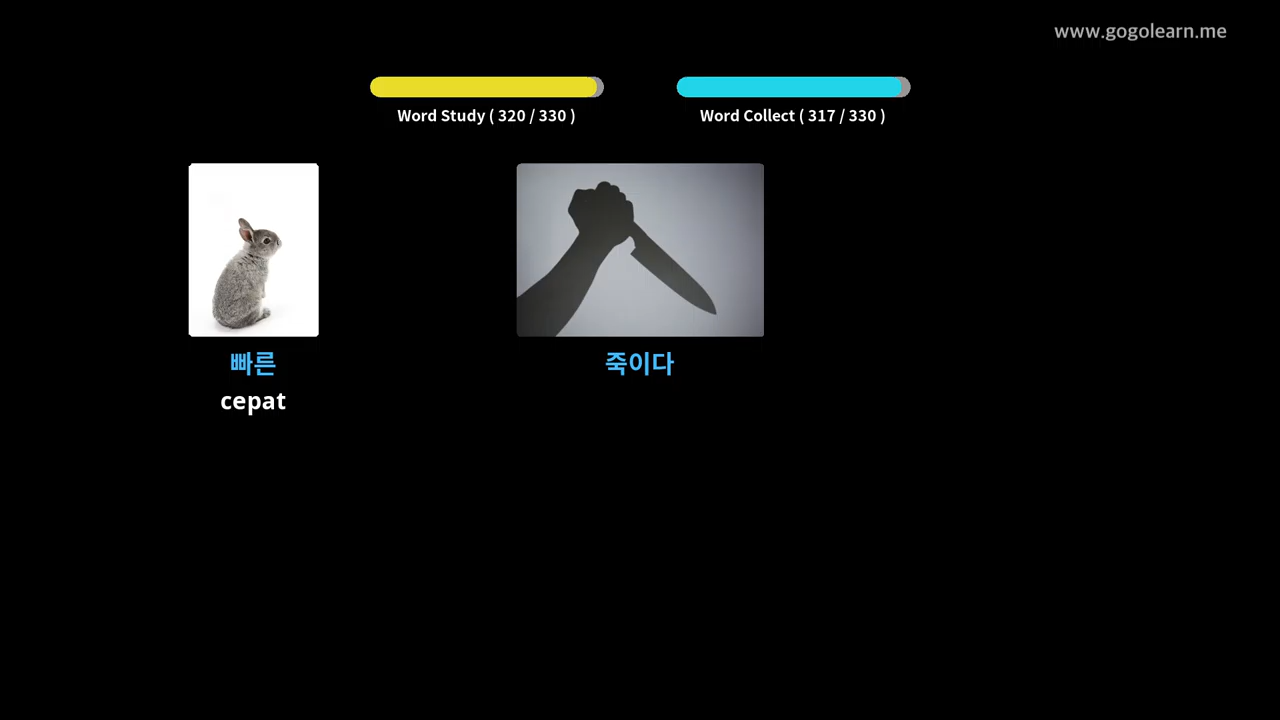 www.gogolearn.me
Word Study ( 320 / 330 )
Word Collect ( 317 / 330 )
빠른
cepat
죽이다